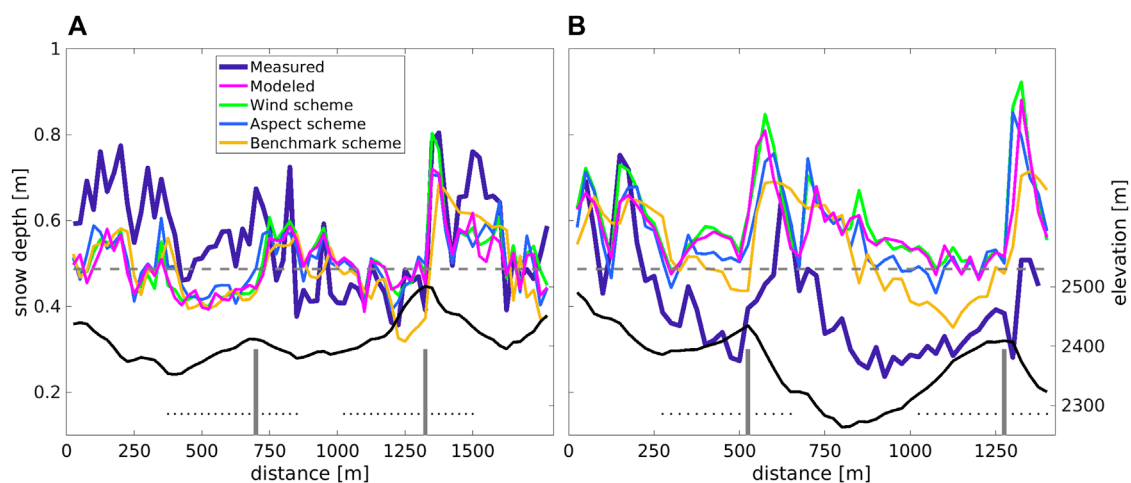 A
B
1
0.8
0.6
0.4
0.2
snow depth [m]
Measured
Modeled
Wind scheme
Aspect scheme
Benchmark scheme
2500
2400
2300
elevation [m]
0 250 500 750 1000 1250 1500
distance [m]
0 250 500 750 1000 1250
distance [m]